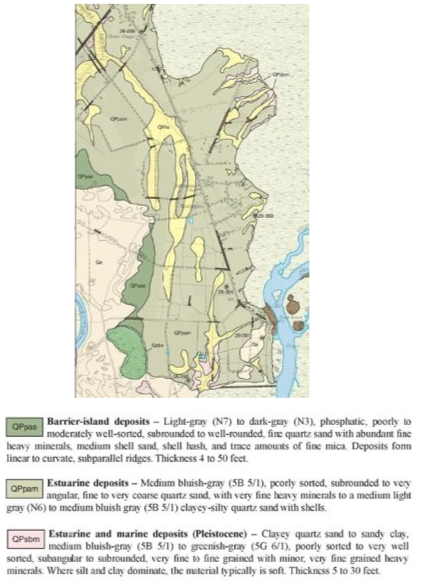 QPpas
Barrier-island deposits – Light-gray (N7) to dark-gray (N3), phosphatic, poorly to
moderately well-sorted, subrounded to well-rounded, fine quartz sand with abundant fine
heavy minerals, medium shell sand, shell hash, and trace amounts of fine mica. Deposits form
linear to curvate, subparallel ridges. Thickness 4 to 50 feet.
QPpam
Estuarine deposits – Medium bluish-gray (5B 5/1), poorly sorted, subrounded to very
angular, fine to very coarse quartz sand, with very fine heavy minerals to a medium light
gray (N6) to medium bluish gray (5B 5/1) clayey-silty quartz sand with shells.
QPsbm
Estuarine and marine deposits (Pleistocene) – Clayey quartz sand to sandy clay,
medium bluish-gray (5B 5/1) to greenish-gray (5G 6/1), poorly sorted to very well
sorted, subangular to subrounded, very fine to fine grained with minor, very fine grained heavy
minerals. Where silt and clay dominate, the material typically is soft. Thickness 5 to 30 feet.